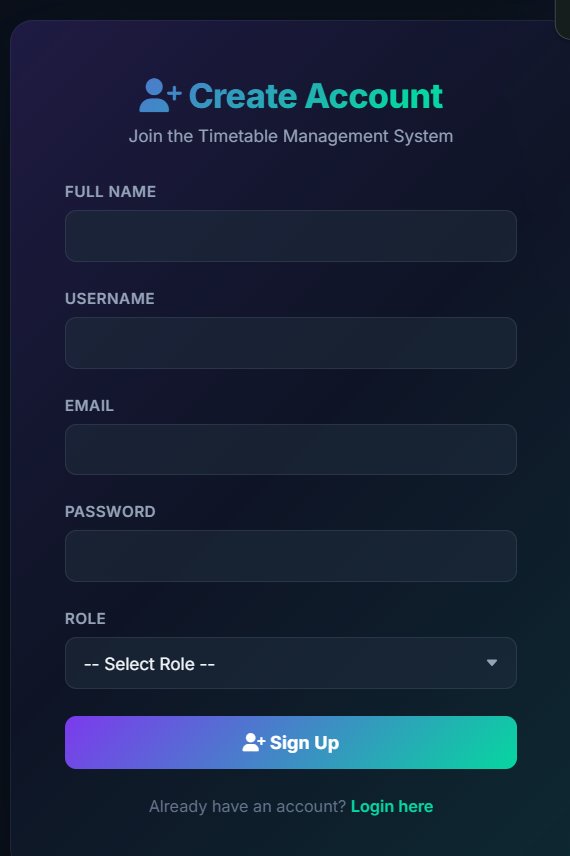 Create Account
Join the Timetable Management System
FULL NAME
USERNAME
EMAIL
PASSWORD
ROLE
-- Select Role --
Sign Up
Already have an account? Login here